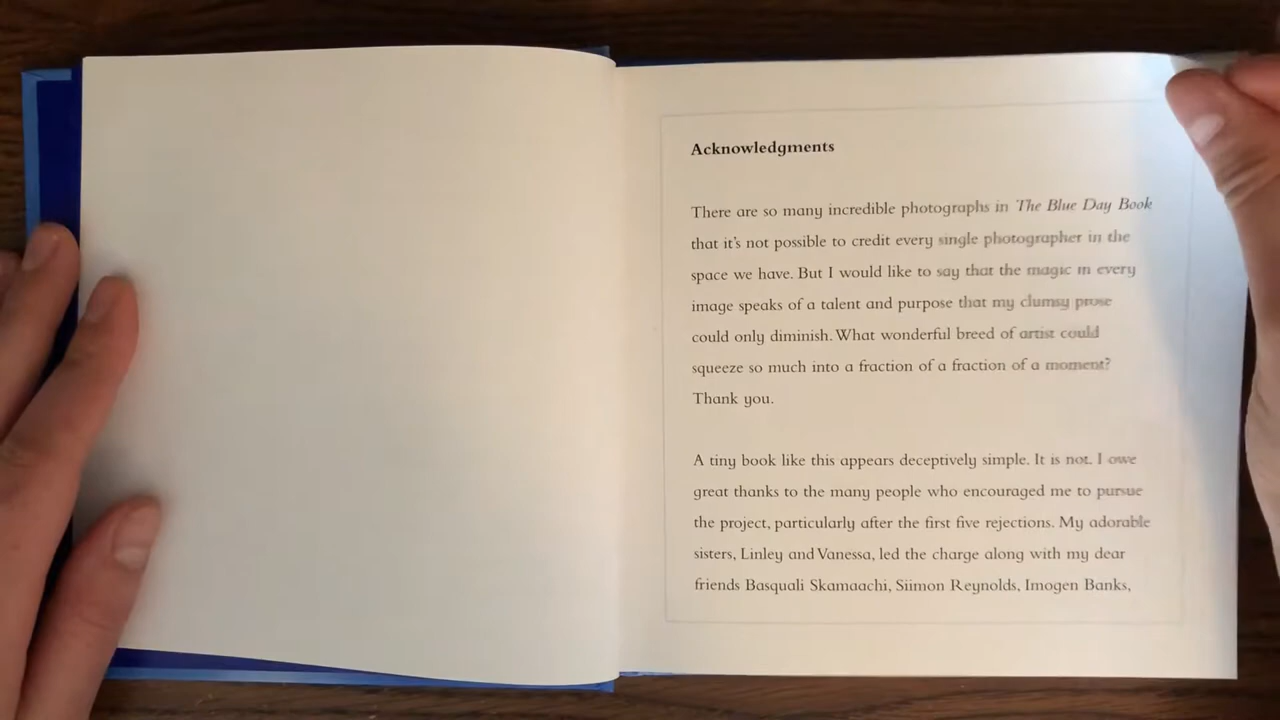 Acknowledgments
There are so many incredible photographs in The Blue Day Book
that it's not possible to credit every single photographer in the
space we have. But I would like to say that the magic in every
image speaks of a talent and purpose that my clumsy prose
could only diminish. What wonderful breed of artist could
squeeze so much into a fraction of a fraction of a moment?
Thank you.
A tiny book like this appears deceptively simple. It is not. I owe
great thanks to the many people who encouraged me to pursue
the project, particularly after the first five rejections. My adorable
sisters, Linley and Vanessa, led the charge along with my dear
friends Basquali Skamaachi, Siimon Reynolds, Imogen Banks,